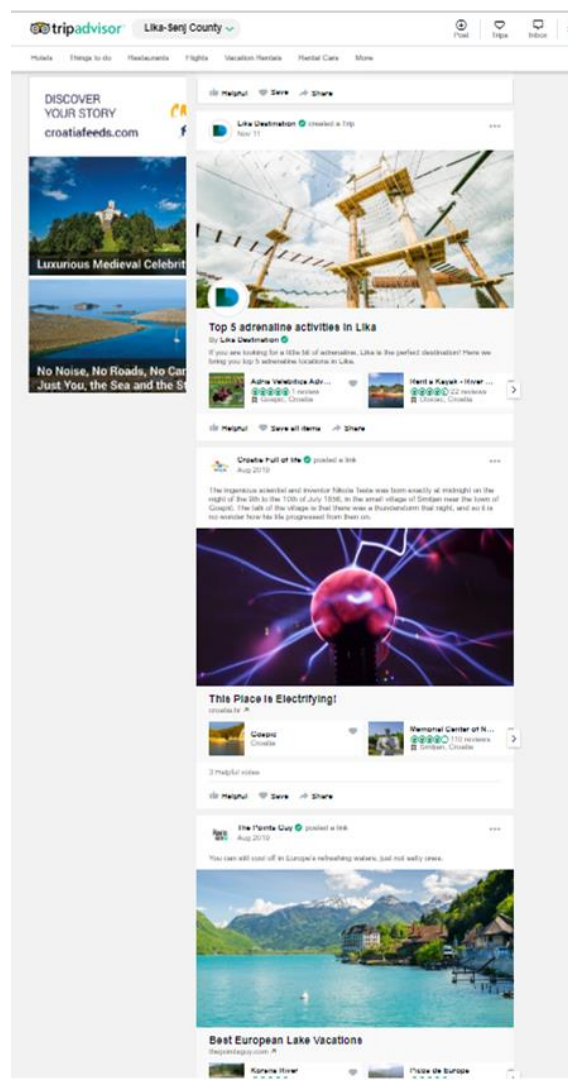 tripadvisor
Lika-Senj County
Post
Trips
Inbox
Hotels Things to do Restaurants Flights Vacation Rentals Rental Cars More
DISCOVER
YOUR STORY
croatiafeeds.com
Luxurious Medieval Celebrit
No Noise, No Roads, No Car
Just You, the Sea and the St
Helpful Save Share
Lika Destination created a Trip
Nov 11
Top 5 adrenaline activities in Lika
By Lika Destination
If you are looking for a little bit of adrenaline, Lika is the perfect destination! Here we
bring you top 5 adrenaline locations in Lika.
1 review
Gospic, Croatia
Rent a Kayak - River ...
22 reviews
Croatia
Helpful Save all items Share
Croatia Full of life posted a link
Aug 2019
The ingenious scientist and inventor Nikola Tesla was born exactly at midnight on the
night of the 9th to the 10th of July 1856, in the small village of Smiljan near the town of
Gospić. The talk of the village is that there was a thunderstorm that night, and so it is
no wonder how his life progressed from then on.
This Place is Electrifying!
croatia.hr
Gospic
Croatia
Memorial Center of N...
110 reviews
Smiljan, Croatia
3 Helpful votes
Helpful Save Share
The Points Guy posted a link
Aug 2019
You can still cool off in Europe's refreshing waters, just not salty ones.
Best European Lake Vacations
thepointsguy.com
Korana River
Picos de Europa